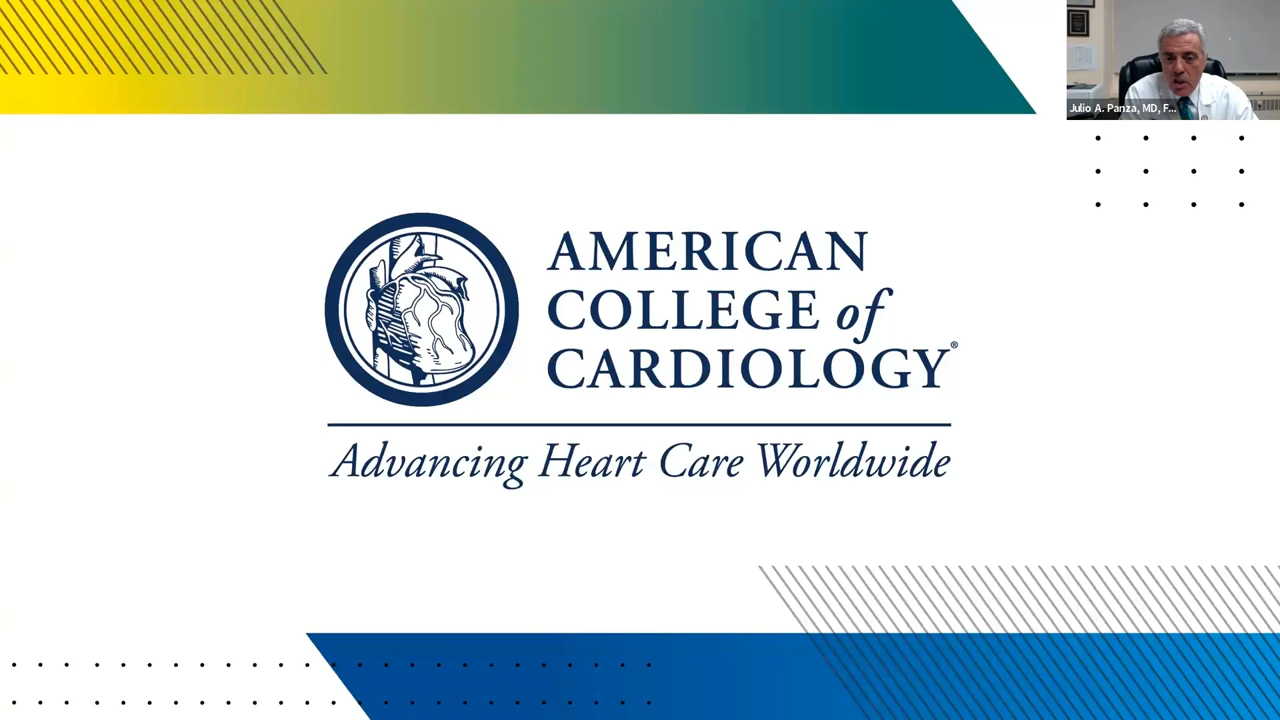 Julio A. Panza, MD, F...
AMERICAN
COLLEGE of
CARDIOLOGY®
Advancing Heart Care Worldwide